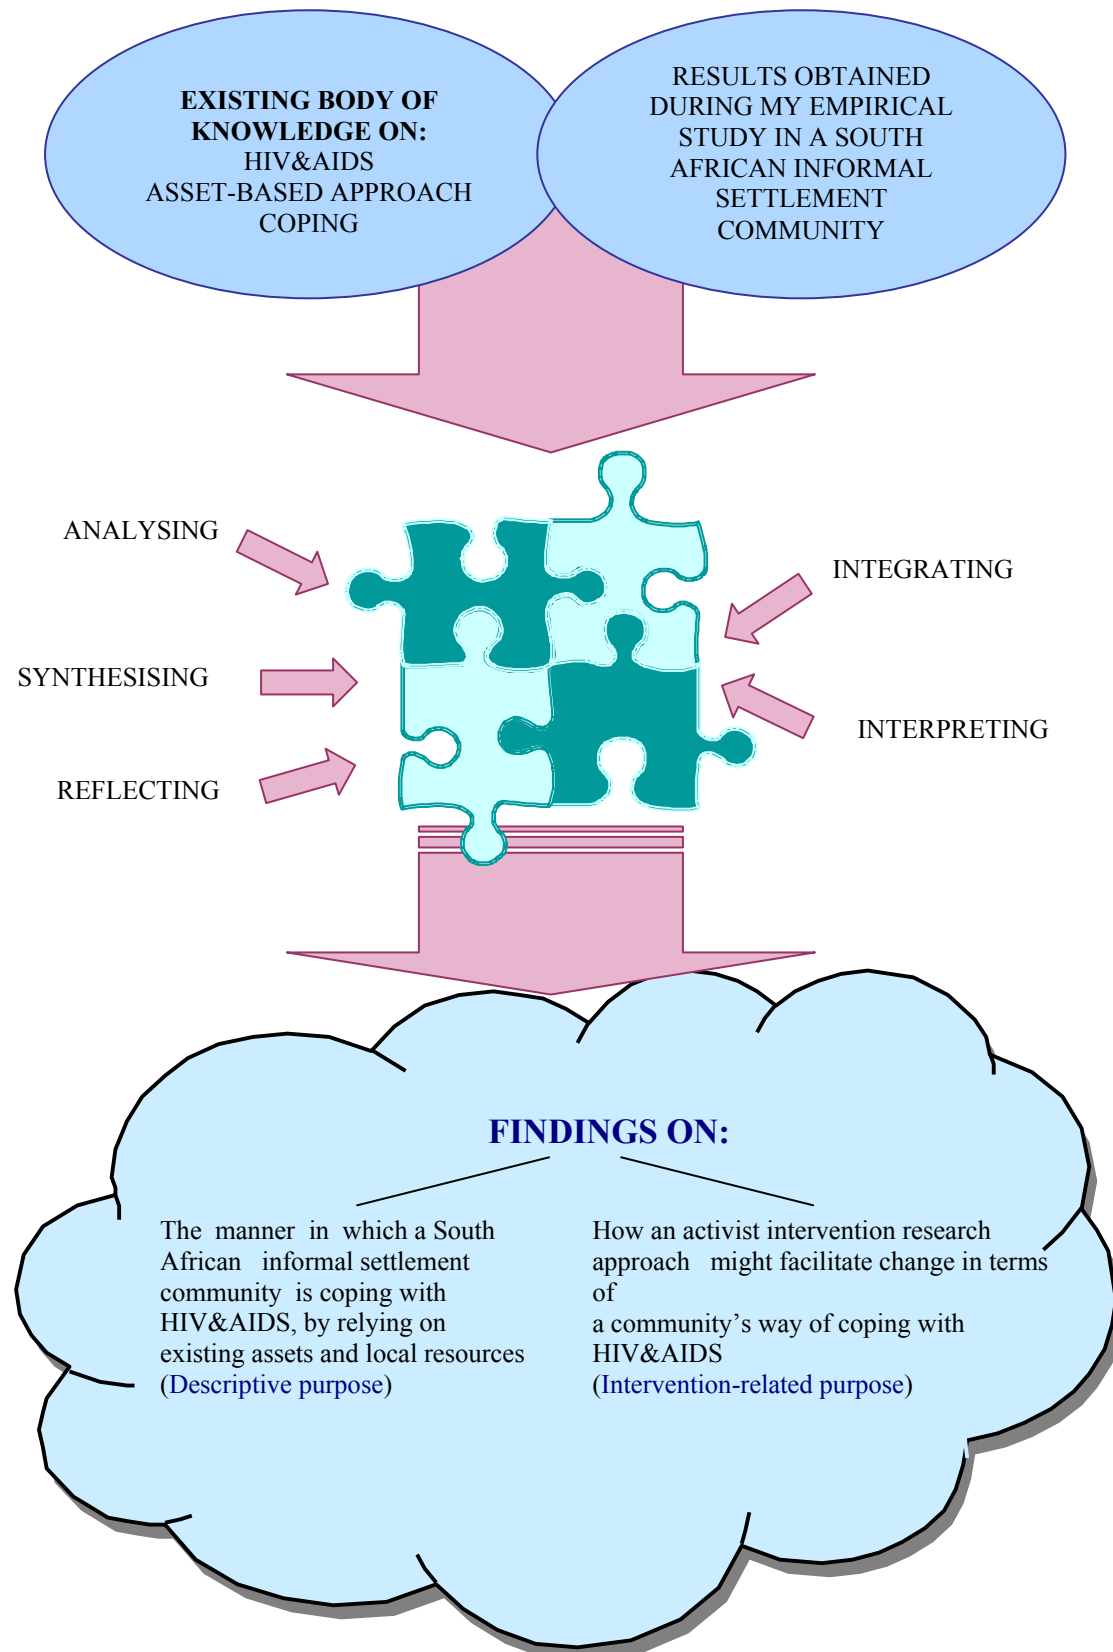 EXISTING BODY OF
KNOWLEDGE ON:
HIV&AIDS
ASSET-BASED APPROACH
COPING
RESULTS OBTAINED
DURING MY EMPIRICAL
STUDY IN A SOUTH
AFRICAN INFORMAL
SETTLEMENT
COMMUNITY
ANALYSING
SYNTHESISING
REFLECTING
INTEGRATING
INTERPRETING
FINDINGS ON:
The manner in which a South
African informal settlement
community is coping with
HIV&AIDS, by relying on
existing assets and local resources
(Descriptive purpose)
How an activist intervention research
approach might facilitate change in terms
of
a community’s way of coping with
HIV&AIDS
(Intervention-related purpose)